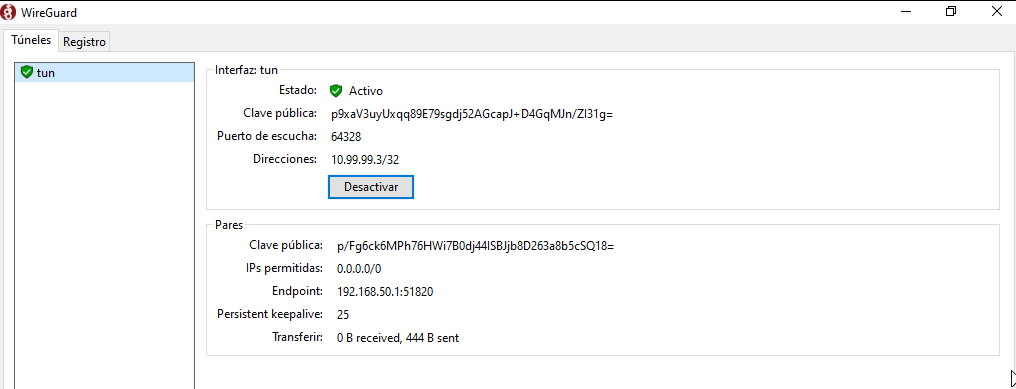 WireGuard
Túneles Registro
tun
Interfaz: tun
Estado: Activo
Clave pública: p9xaV3uyUxqq89E79sgdj52AGcapJ+D4GqMJn/ZI31g=
Puerto de escucha: 64328
Direcciones: 10.99.99.3/32
Desactivar
Pares
Clave pública: p/Fg6ck6MPh76HWi7B0dj44ISBJjb8D263a8b5cSQ18=
IPs permitidas: 0.0.0.0/0
Endpoint: 192.168.50.1:51820
Persistent keepalive: 25
Transferir: 0 B received, 444 B sent